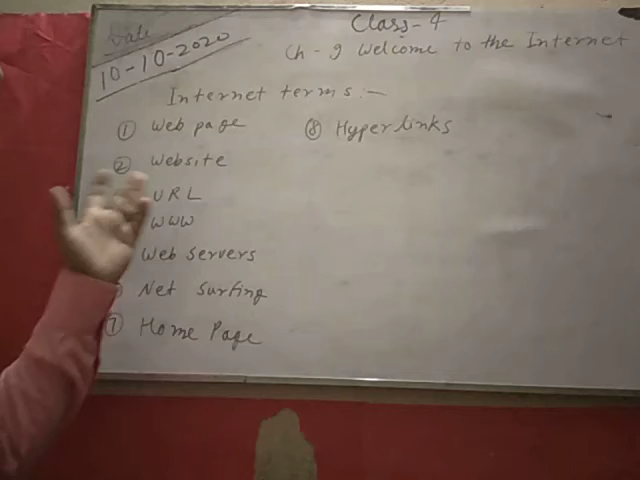 Date
10-10-2020
Class-4
Ch-9 Welcome to the Internet
Internet terms:-
① Web page
② Website
URL
WWW
Web servers
Net surfing
⑦ Home Page
⑧ Hyperlinks